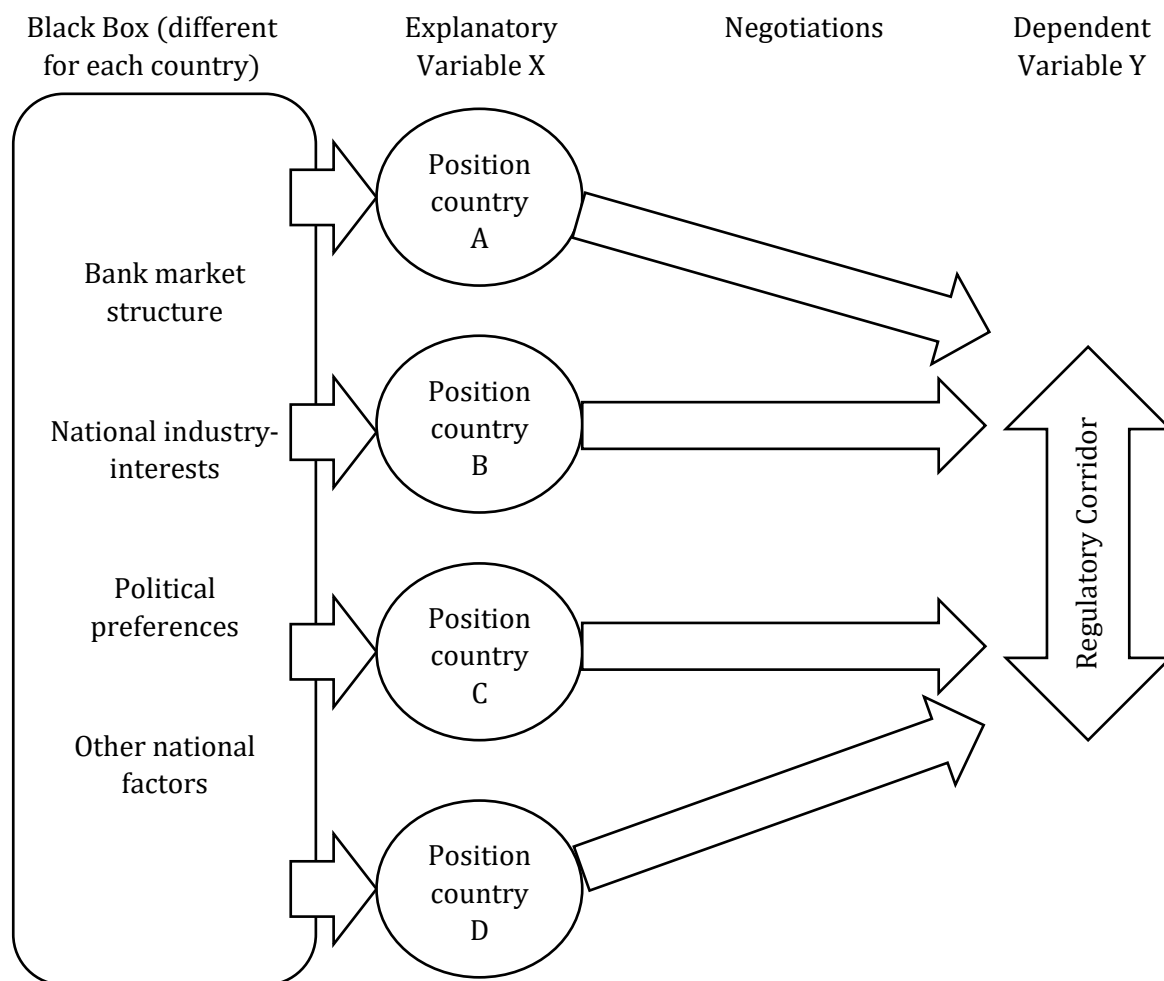 Black Box (different
for each country)
Explanatory
Variable X
Negotiations
Dependent
Variable Y
Bank market
structure
National industry-
interests
Political
preferences
Other national
factors
Position
country
A
Position
country
B
Position
country
C
Position
country
D
Regulatory Corridor